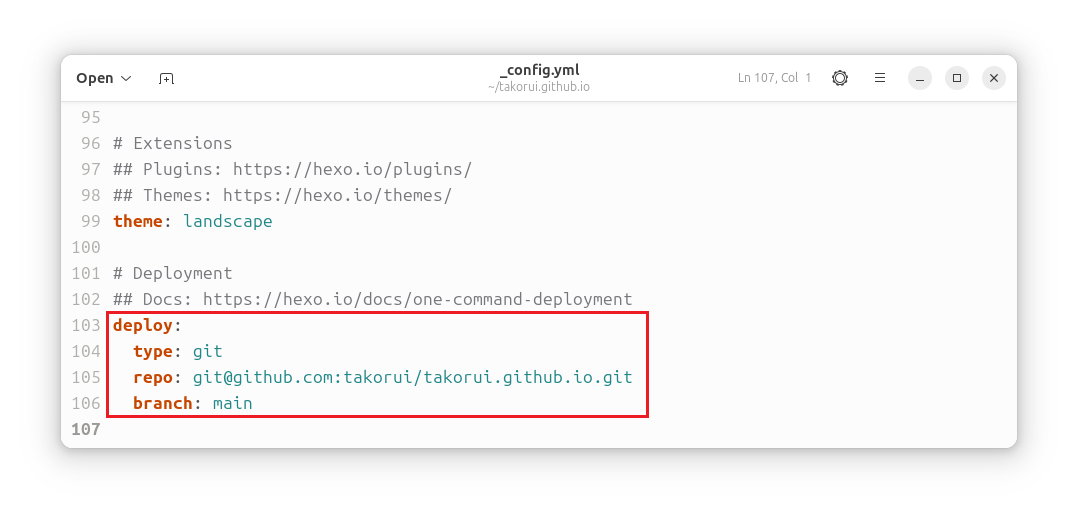 Open
_config.yml
~/takorui.github.io
Ln 107, Col 1
95
96 # Extensions
97 ## Plugins: https://hexo.io/plugins/
98 ## Themes: https://hexo.io/themes/
99 theme: landscape
100
101 # Deployment
102 ## Docs: https://hexo.io/docs/one-command-deployment
103 deploy:
104   type: git
105   repo: git@github.com:takorui/takorui.github.io.git
106   branch: main
107